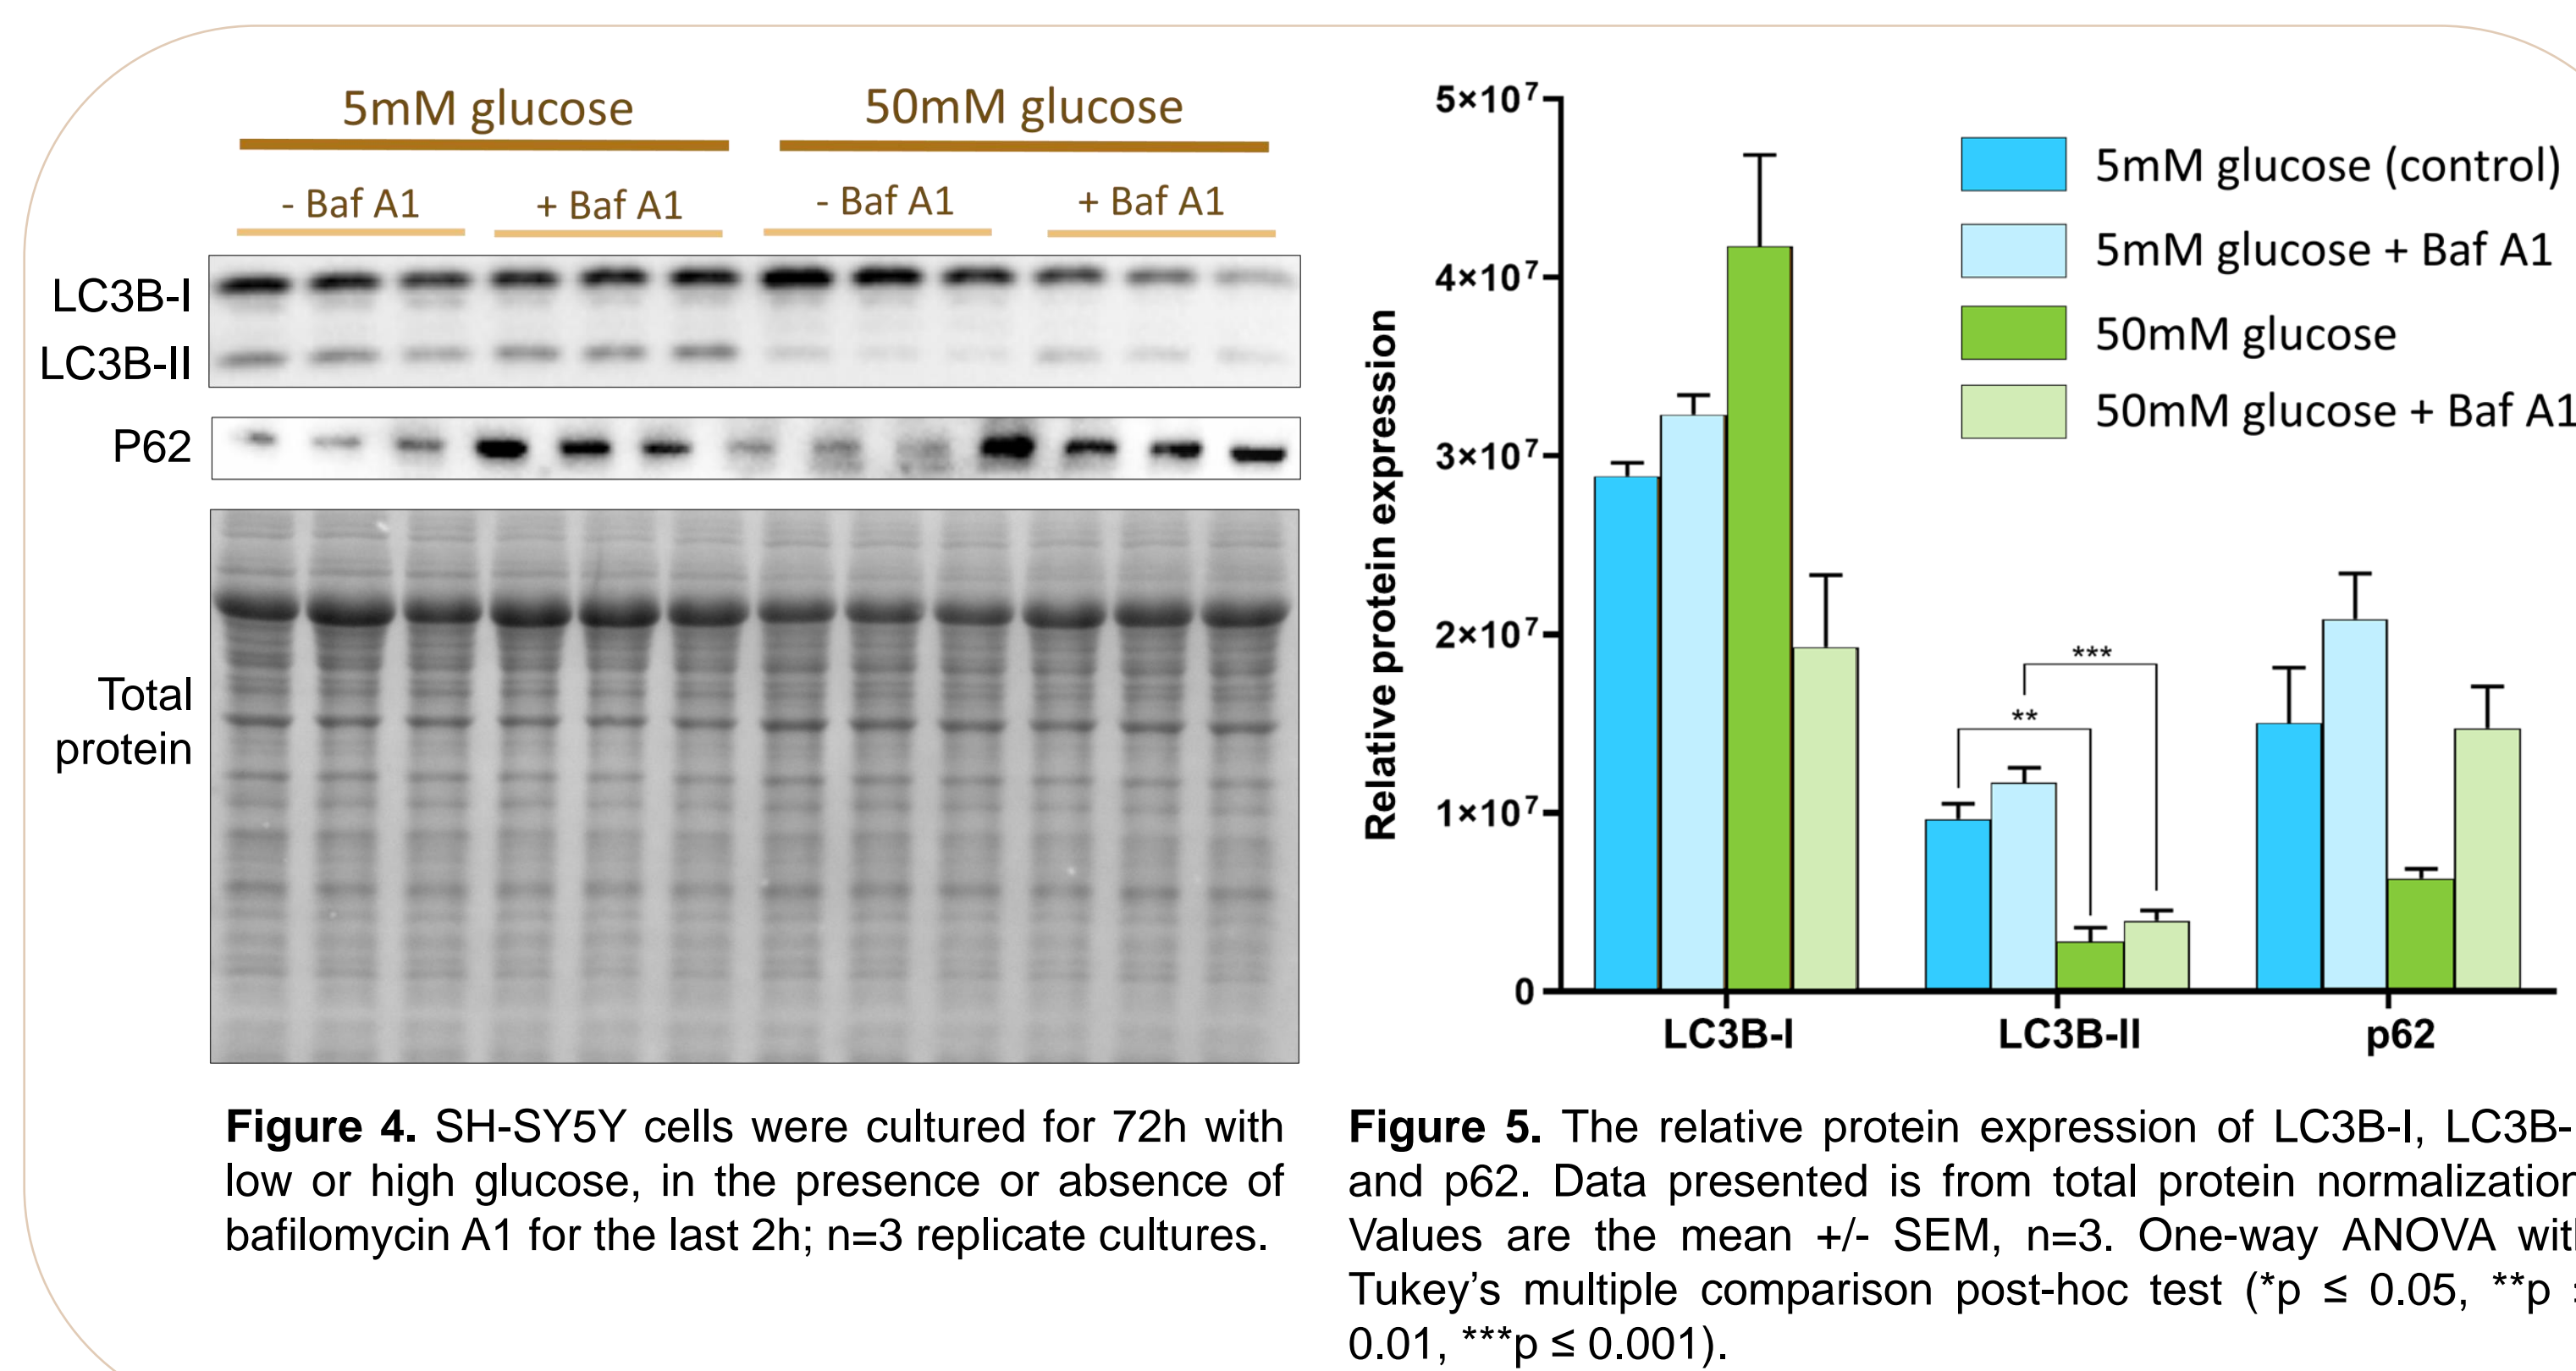 5mM glucose
50mM glucose
- Baf A1
+ Baf A1
- Baf A1
+ Baf A1
LC3B-I
LC3B-II
P62
Total
protein
Figure 4. SH-SY5Y cells were cultured for 72h with
low or high glucose, in the presence or absence of
bafilomycin A1 for the last 2h; n=3 replicate cultures.
Relative protein expression
5×10⁷
4×10⁷
3×10⁷
2×10⁷
1×10⁷
0
5mM glucose (control)
5mM glucose + Baf A1
50mM glucose
50mM glucose + Baf A1
***
**
LC3B-I
LC3B-II
p62
Figure 5. The relative protein expression of LC3B-I, LC3B-
and p62. Data presented is from total protein normalization
Values are the mean +/- SEM, n=3. One-way ANOVA with
Tukey's multiple comparison post-hoc test (*p ≤ 0.05, **p
0.01, ***p ≤ 0.001).